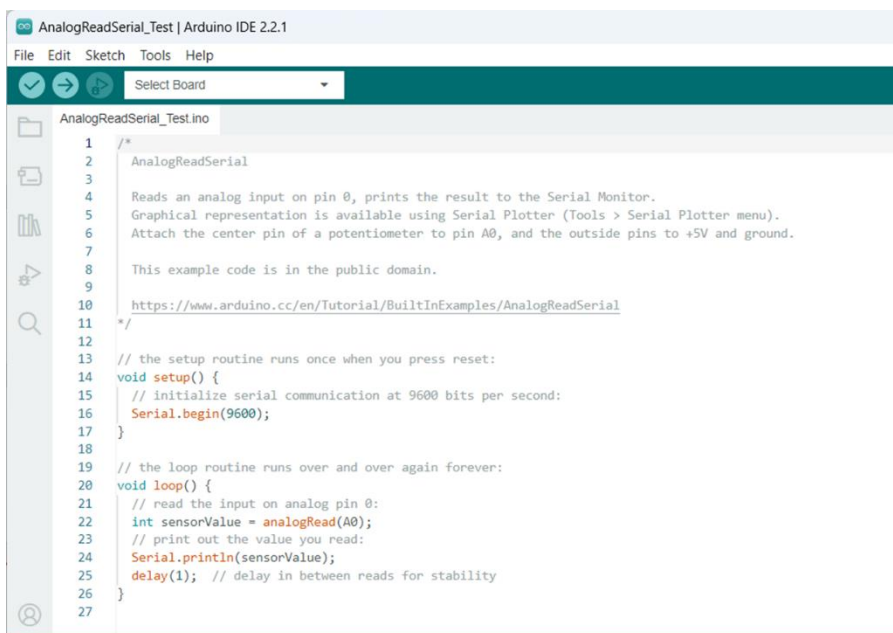 AnalogReadSerial_Test | Arduino IDE 2.2.1
File Edit Sketch Tools Help
Select Board
AnalogReadSerial_Test.ino
1 /*
2 AnalogReadSerial
3
4 Reads an analog input on pin 0, prints the result to the Serial Monitor.
5 Graphical representation is available using Serial Plotter (Tools > Serial Plotter menu).
6 Attach the center pin of a potentiometer to pin A0, and the outside pins to +5V and ground.
7
8 This example code is in the public domain.
9
10 https://www.arduino.cc/en/Tutorial/BuiltInExamples/AnalogReadSerial
11 */
12
13 // the setup routine runs once when you press reset:
14 void setup() {
15 // initialize serial communication at 9600 bits per second:
16 Serial.begin(9600);
17 }
18
19 // the loop routine runs over and over again forever:
20 void loop() {
21 // read the input on analog pin 0:
22 int sensorValue = analogRead(A0);
23 // print out the value you read:
24 Serial.println(sensorValue);
25 delay(1); // delay in between reads for stability
26 }
27